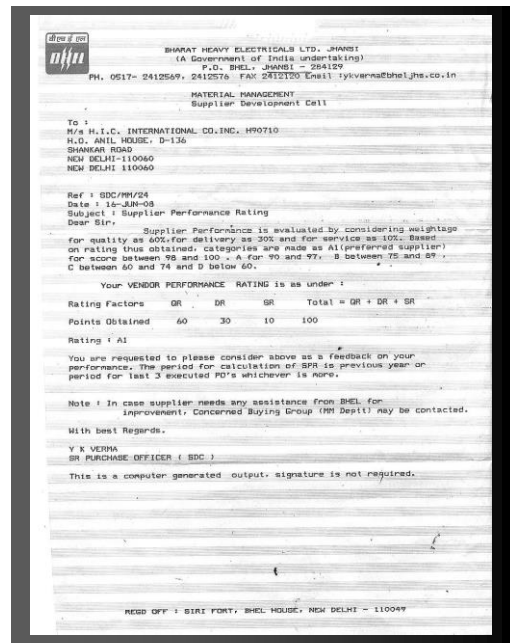 बी एच ई एल
BHARAT HEAVY ELECTRICALS LTD. JHANSI
(A Government of India undertaking)
P.O. BHEL, JHANSI - 284129
PH. 0517- 2412569, 2412576 FAX 2412120 Email :ykverma@bheljhs.co.in
MATERIAL MANAGEMENT
Supplier Development Cell
To :
M/s H.I.C. INTERNATIONAL CO.INC. H90710
H.O. ANIL HOUSE, D-136
SHANKAR ROAD
NEW DELHI-110060
NEW DELHI 110060
Ref : SDC/MM/24
Date : 16-JUN-08
Subject : Supplier Performance Rating
Dear Sir,
Supplier Performance is evaluated by considering weightage
for quality as 60%,for delivery as 30% and for service as 10%. Based
on rating thus obtained, categories are made as A1(preferred supplier)
for score between 98 and 100 . A for 90 and 97, B between 75 and 89 ,
C between 60 and 74 and D below 60.
Your VENDOR PERFORMANCE RATING is as under :
Rating Factors QR DR SR Total = QR + DR + SR
Points Obtained 60 30 10 100
Rating : A1
You are requested to please consider above as a feedback on your
performance. The period for calculation of SPR is previous year or
period for last 3 executed PO's whichever is more.
Note : In case supplier needs any assistance from BHEL for
improvement, Concerned Buying Group (MM Deptt) may be contacted.
With best Regards.
Y K VERMA
SR PURCHASE OFFICER ( SDC )
This is a computer generated output. signature is not required.
REGD OFF : SIRI FORT, BHEL HOUSE, NEW DELHI - 110049